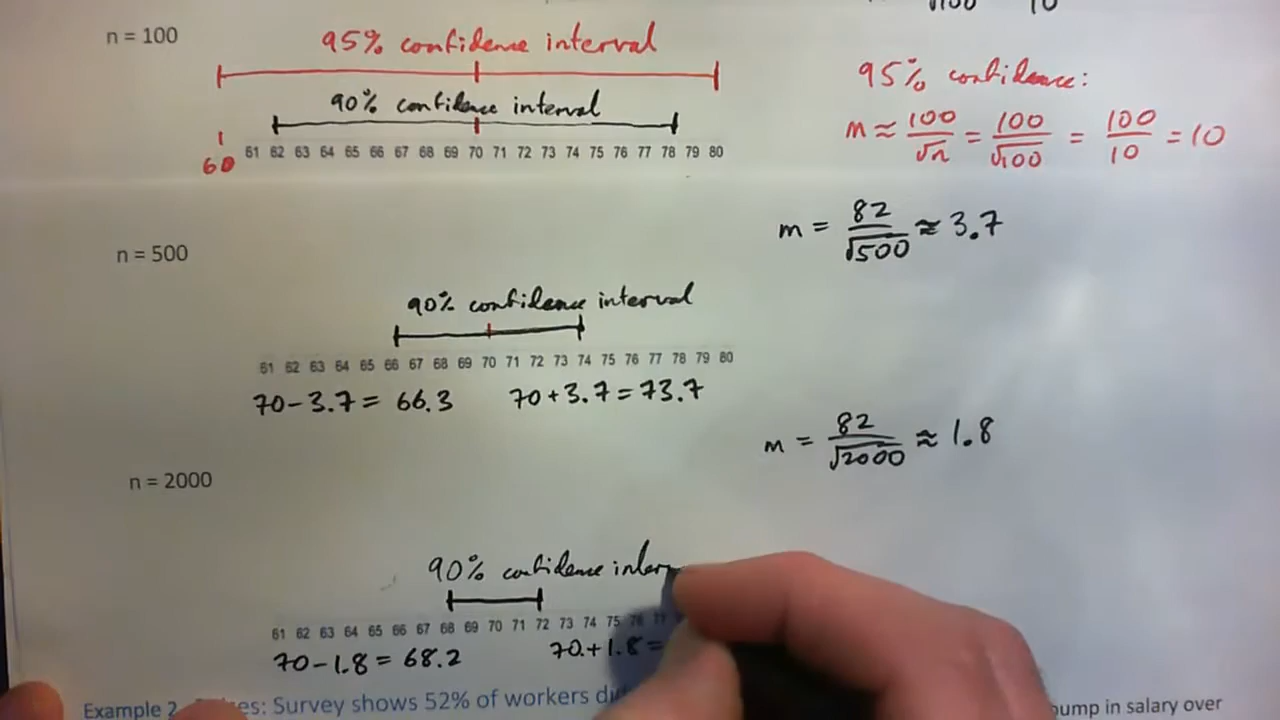 √100 10
n = 100
95% confidence interval
90% confidence interval
60
61 62 63 64 65 66 67 68 69 70 71 72 73 74 75 76 77 78 79 80
95% confidence:
m ≈ 100/√n = 100/√100 = 100/10 = 10
m = 82/√500 ≈ 3.7
n = 500
90% confidence interval
61 62 63 64 65 66 67 68 69 70 71 72 73 74 75 76 77 78 79 80
70 - 3.7 = 66.3 70 + 3.7 = 73.7
m = 82/√2000 ≈ 1.8
n = 2000
90% confidence inter
61 62 63 64 65 66 67 68 69 70 71 72 73 74 75 76 77
70 - 1.8 = 68.2 70 + 1.8 =
Example 2 Survey shows 52% of workers bump in salary over